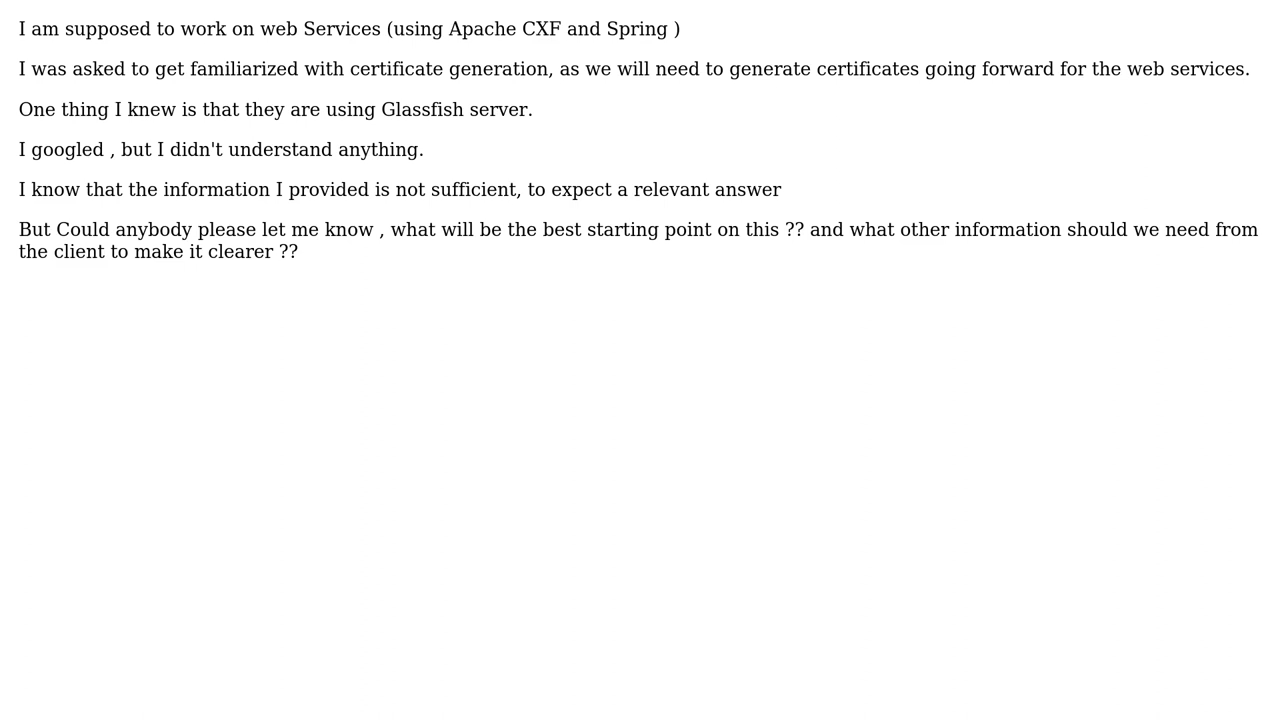 I am supposed to work on web Services (using Apache CXF and Spring )
I was asked to get familiarized with certificate generation, as we will need to generate certificates going forward for the web services.
One thing I knew is that they are using Glassfish server.
I googled , but I didn't understand anything.
I know that the information I provided is not sufficient, to expect a relevant answer
But Could anybody please let me know , what will be the best starting point on this ?? and what other information should we need from
the client to make it clearer ??